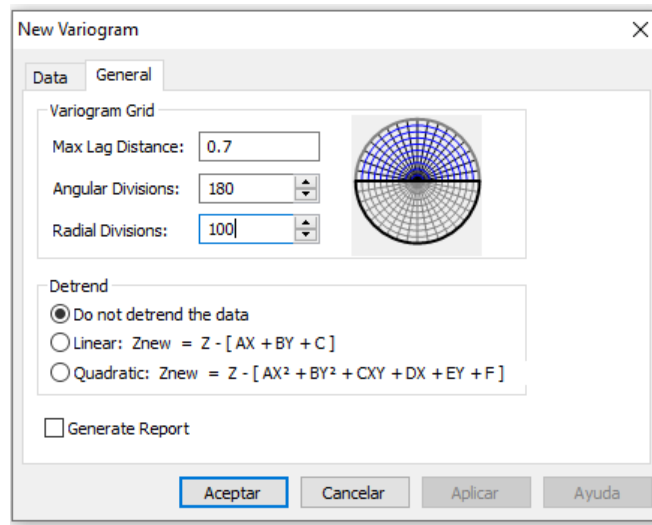 New Variogram
Data General
Variogram Grid
Max Lag Distance: 0.7
Angular Divisions: 180
Radial Divisions: 100
Detrend
Do not detrend the data
Linear: Znew = Z - [ AX + BY + C ]
Quadratic: Znew = Z - [ AX² + BY² + CXY + DX + EY + F ]
Generate Report
Aceptar Cancelar Aplicar Ayuda